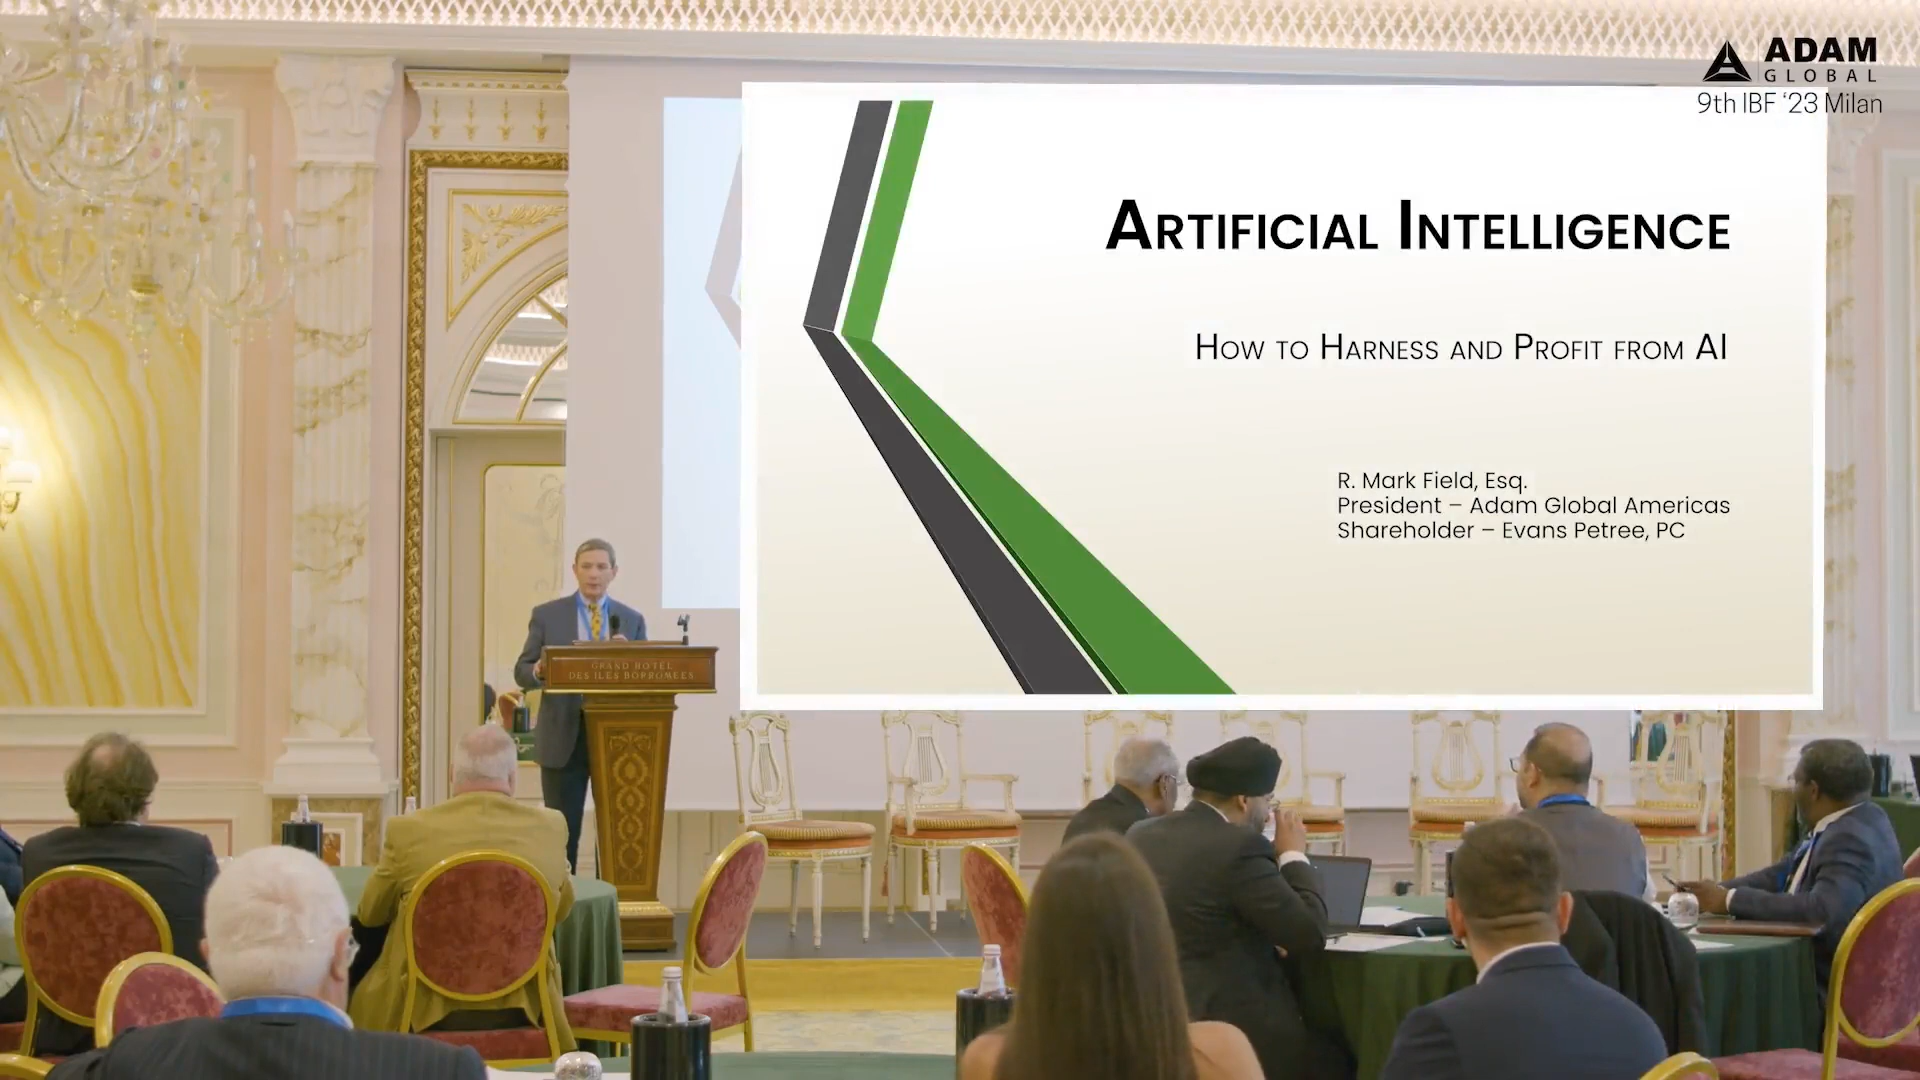 ADAM
GLOBAL
9th IBF ‘23 Milan
Artificial Intelligence
How to Harness and Profit from AI
R. Mark Field, Esq.
President – Adam Global Americas
Shareholder – Evans Petree, PC
GRAND HOTEL
DES ILES BORROMEES